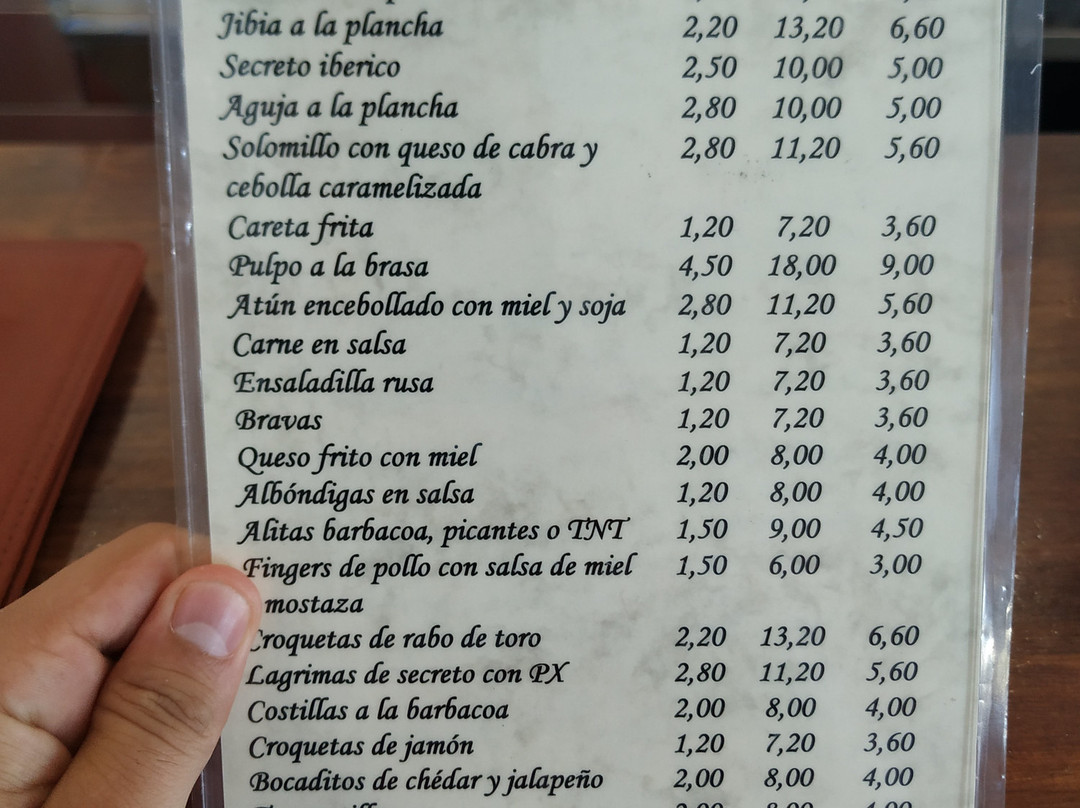 Jibia a la plancha 2,20 13,20 6,60
Secreto iberico 2,50 10,00 5,00
Aguja a la plancha 2,80 10,00 5,00
Solomillo con queso de cabra y 2,80 11,20 5,60
cebolla caramelizada
Careta frita 1,20 7,20 3,60
Pulpo a la brasa 4,50 18,00 9,00
Atún encebollado con miel y soja 2,80 11,20 5,60
Carne en salsa 1,20 7,20 3,60
Ensaladilla rusa 1,20 7,20 3,60
Bravas 1,20 7,20 3,60
Queso frito con miel 2,00 8,00 4,00
Albóndigas en salsa 1,20 8,00 4,00
Alitas barbacoa, picantes o TNT 1,50 9,00 4,50
Fingers de pollo con salsa de miel 1,50 6,00 3,00
mostaza
Croquetas de rabo de toro 2,20 13,20 6,60
Lagrimas de secreto con PX 2,80 11,20 5,60
Costillas a la barbacoa 2,00 8,00 4,00
Croquetas de jamón 1,20 7,20 3,60
Bocaditos de chédar y jalapeño 2,00 8,00 4,00